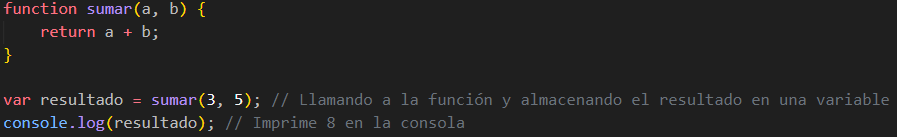 function sumar(a, b) {
    return a + b;
}
var resultado = sumar(3, 5); // Llamando a la función y almacenando el resultado en una variable
console.log(resultado); // Imprime 8 en la consola